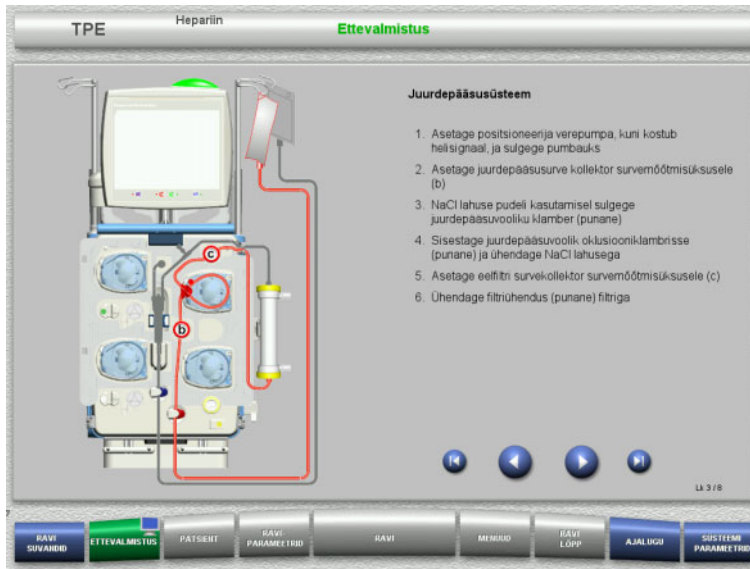 TPE
Hepariin
Ettevalmistus
Juurdepääsusüsteem
1. Asetage positsioneerija verepumpa, kuni kostub
helisignaal, ja sulgege pumbauks
2. Asetage juurdepääsusurve kollektor survemõõtmisüksusele
(b)
3. NaCl lahuse pudeli kasutamisel sulgege
juurdepääsuvooliku klamber (punane)
4. Sisestage juurdepääsuvoolik oklusiooniklambrisse
(punane) ja ühendage NaCl lahusega
5. Asetage eelfiltri survekollektor survemõõtmisüksusele (c)
6. Ühendage filtriühendus (punane) filtriga
c
b
Lk 3 / 8
RAVI
SUVANDID
ETTEVALMISTUS
PATSIENT
RAVI-
PARAMEETRID
RAVI
MENUUD
RAVI
LÕPP
AJALUGU
SÜSTEEMI
PARAMEETRID